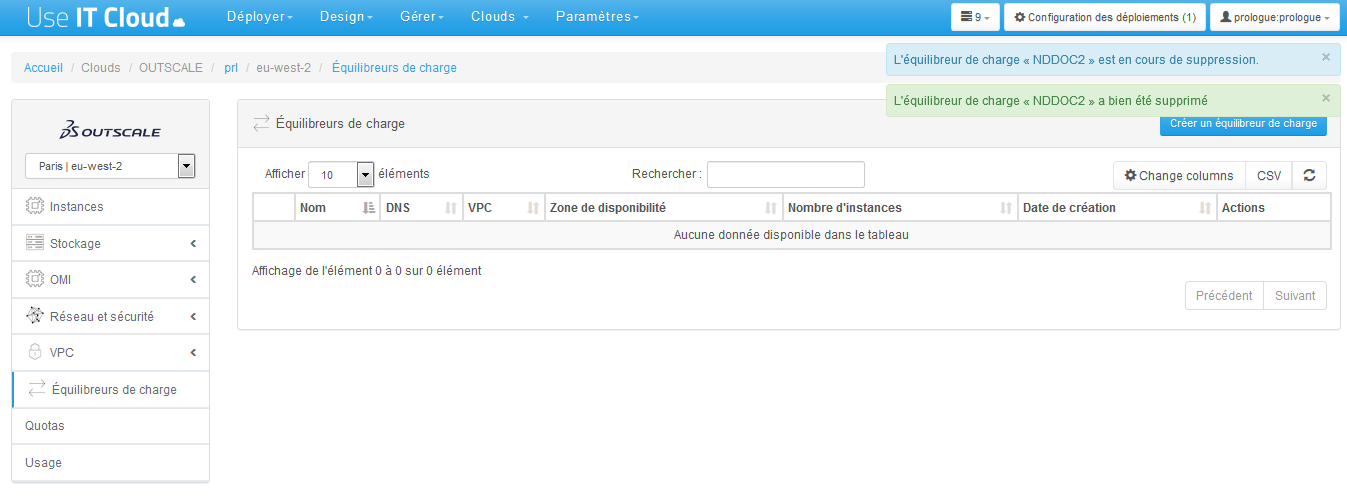 Use IT Cloud Déployer Design Gérer Clouds Paramètres 9 Configuration des déploiements (1) prologue:prologue
Accueil / Clouds / OUTSCALE / prl / eu-west-2 / Équilibreurs de charge
L'équilibreur de charge « NDDOC2 » est en cours de suppression. ×
L'équilibreur de charge « NDDOC2 » a bien été supprimé ×
OUTSCALE
Paris | eu-west-2
Instances
Stockage
OMI
Réseau et sécurité
VPC
Équilibreurs de charge
Quotas
Usage
Équilibreurs de charge
Créer un équilibreur de charge
Afficher 10 éléments Rechercher : Change columns CSV
Nom DNS VPC Zone de disponibilité Nombre d'instances Date de création Actions
Aucune donnée disponible dans le tableau
Affichage de l'élément 0 à 0 sur 0 élément
Précédent Suivant